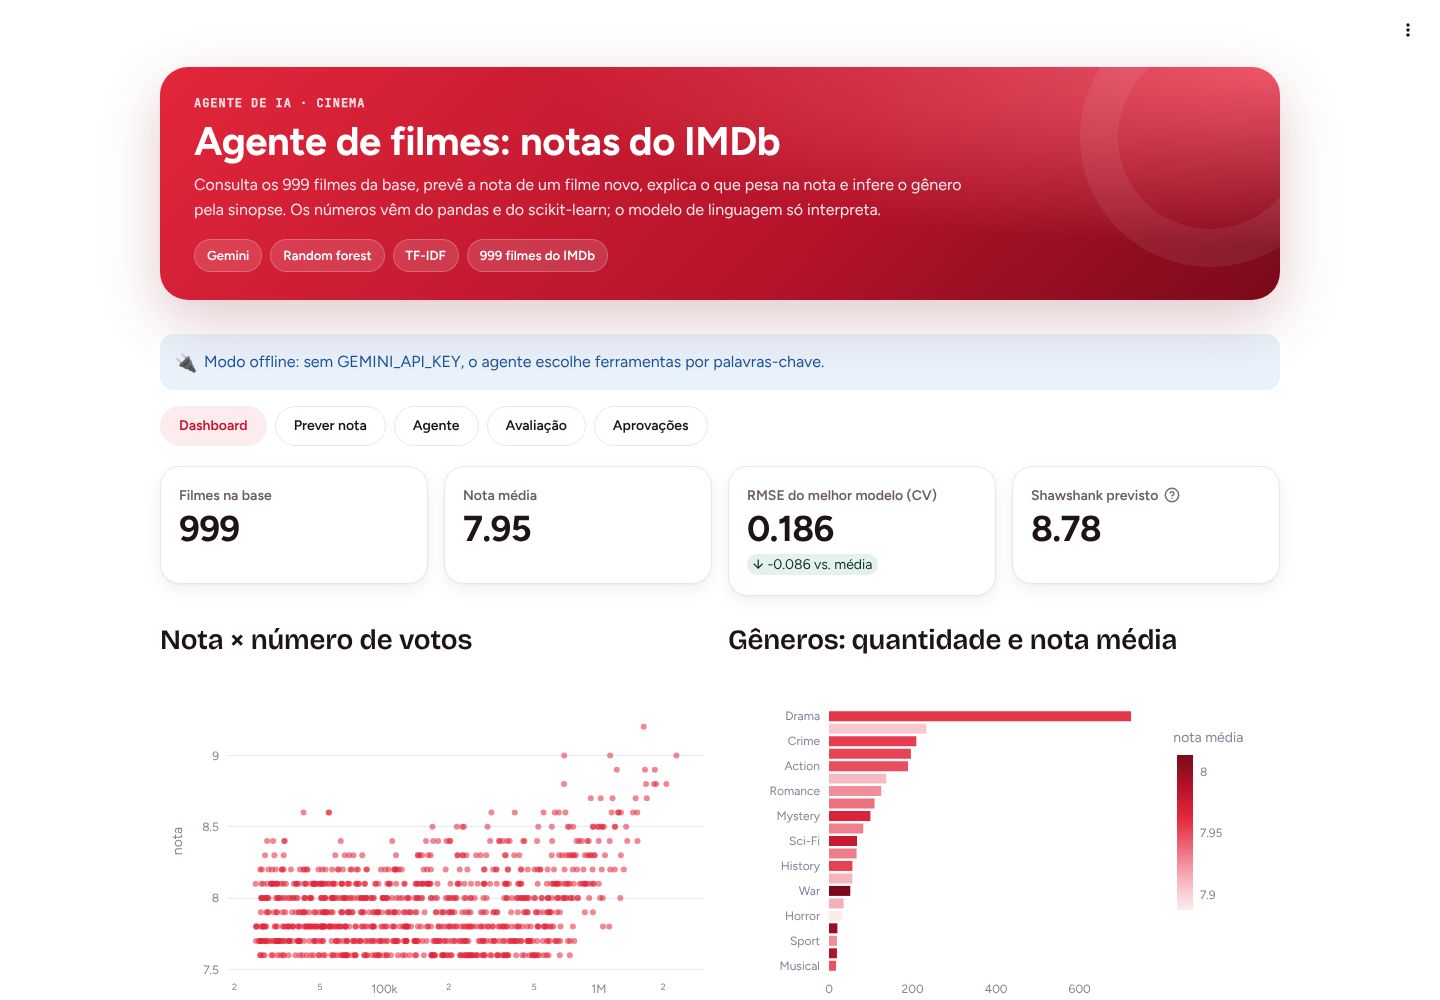 AGENTE DE IA · CINEMA
Agente de filmes: notas do IMDb
Consulta os 999 filmes da base, prevê a nota de um filme novo, explica o que pesa na nota e infere o gênero
pela sinopse. Os números vêm do pandas e do scikit-learn; o modelo de linguagem só interpreta.
Gemini
Random forest
TF-IDF
999 filmes do IMDb
Modo offline: sem GEMINI_API_KEY, o agente escolhe ferramentas por palavras-chave.
Dashboard
Prever nota
Agente
Avaliação
Aprovações
Filmes na base
999
Nota média
7.95
RMSE do melhor modelo (CV)
0.186
↓ -0.086 vs. média
Shawshank previsto
8.78
Nota × número de votos
nota
9
8.5
8
7.5
2
5
100k
2
5
1M
2
Gêneros: quantidade e nota média
Drama
Crime
Action
Romance
Mystery
Sci-Fi
History
War
Horror
Sport
Musical
0
200
400
600
nota média
8
7.95
7.9